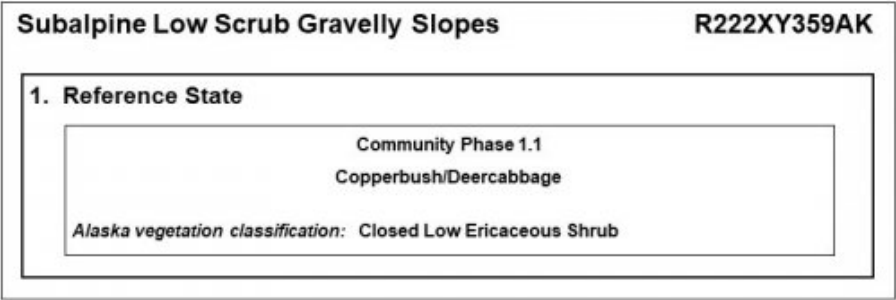 Subalpine Low Scrub Gravelly Slopes R222XY359AK
1. Reference State
Community Phase 1.1
Copperbush/Deercabbage
Alaska vegetation classification: Closed Low Ericaceous Shrub